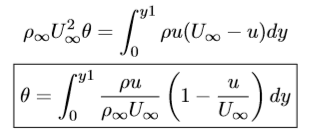 ρ∞U∞²θ = ∫₀^{y1} ρu(U∞ − u)dy
θ = ∫₀^{y1} ρu/(ρ∞U∞) (1 − u/U∞) dy